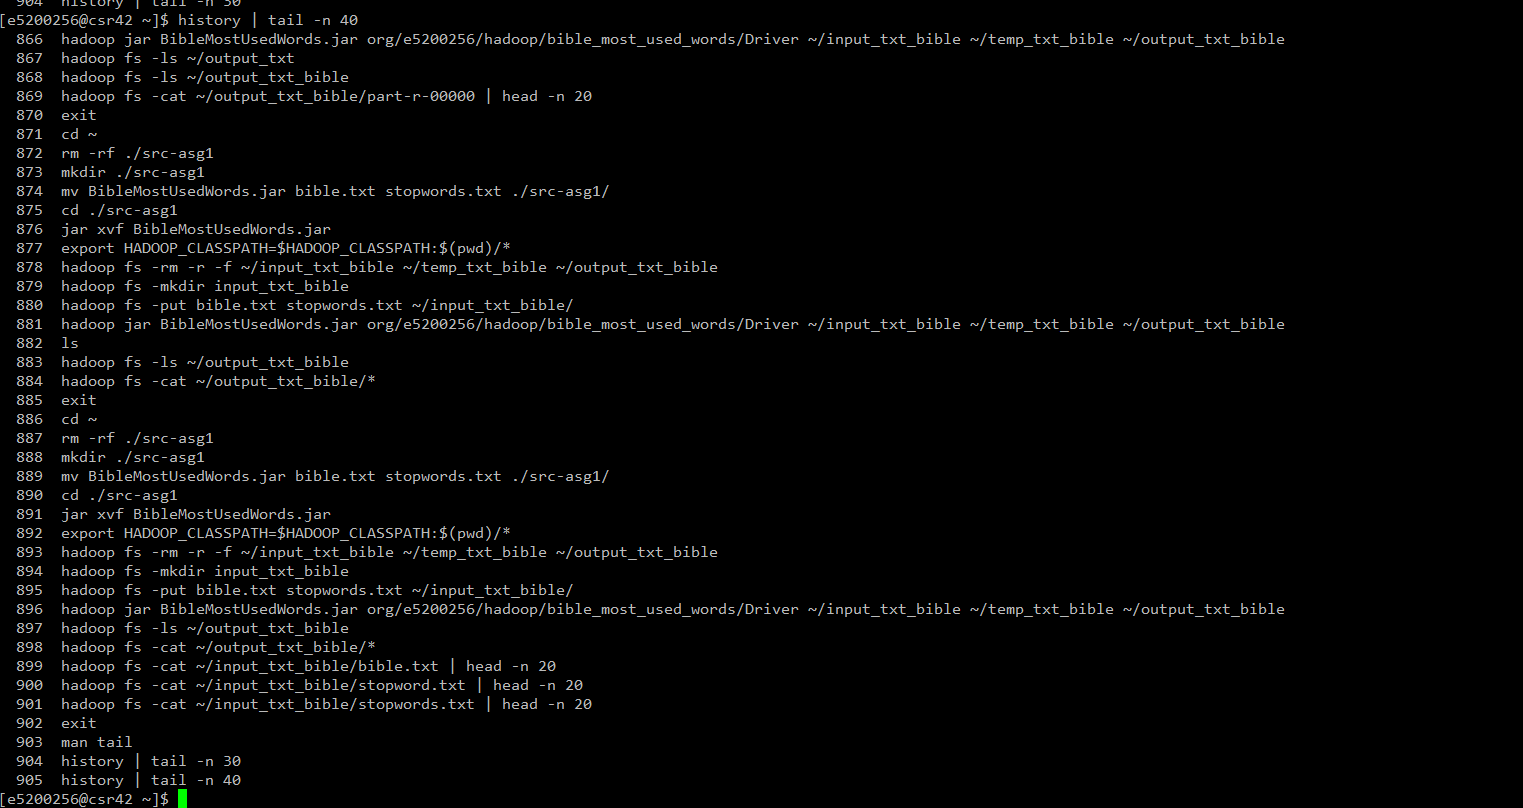 904 history | tail -n 30
[e5200256@csr42 ~]$ history | tail -n 40
866 hadoop jar BibleMostUsedWords.jar org/e5200256/hadoop/bible_most_used_words/Driver ~/input_txt_bible ~/temp_txt_bible ~/output_txt_bible
867 hadoop fs -ls ~/output_txt
868 hadoop fs -ls ~/output_txt_bible
869 hadoop fs -cat ~/output_txt_bible/part-r-00000 | head -n 20
870 exit
871 cd ~
872 rm -rf ./src-asg1
873 mkdir ./src-asg1
874 mv BibleMostUsedWords.jar bible.txt stopwords.txt ./src-asg1/
875 cd ./src-asg1
876 jar xvf BibleMostUsedWords.jar
877 export HADOOP_CLASSPATH=$HADOOP_CLASSPATH:$(pwd)/*
878 hadoop fs -rm -r -f ~/input_txt_bible ~/temp_txt_bible ~/output_txt_bible
879 hadoop fs -mkdir input_txt_bible
880 hadoop fs -put bible.txt stopwords.txt ~/input_txt_bible/
881 hadoop jar BibleMostUsedWords.jar org/e5200256/hadoop/bible_most_used_words/Driver ~/input_txt_bible ~/temp_txt_bible ~/output_txt_bible
882 ls
883 hadoop fs -ls ~/output_txt_bible
884 hadoop fs -cat ~/output_txt_bible/*
885 exit
886 cd ~
887 rm -rf ./src-asg1
888 mkdir ./src-asg1
889 mv BibleMostUsedWords.jar bible.txt stopwords.txt ./src-asg1/
890 cd ./src-asg1
891 jar xvf BibleMostUsedWords.jar
892 export HADOOP_CLASSPATH=$HADOOP_CLASSPATH:$(pwd)/*
893 hadoop fs -rm -r -f ~/input_txt_bible ~/temp_txt_bible ~/output_txt_bible
894 hadoop fs -mkdir input_txt_bible
895 hadoop fs -put bible.txt stopwords.txt ~/input_txt_bible/
896 hadoop jar BibleMostUsedWords.jar org/e5200256/hadoop/bible_most_used_words/Driver ~/input_txt_bible ~/temp_txt_bible ~/output_txt_bible
897 hadoop fs -ls ~/output_txt_bible
898 hadoop fs -cat ~/output_txt_bible/*
899 hadoop fs -cat ~/input_txt_bible/bible.txt | head -n 20
900 hadoop fs -cat ~/input_txt_bible/stopword.txt | head -n 20
901 hadoop fs -cat ~/input_txt_bible/stopwords.txt | head -n 20
902 exit
903 man tail
904 history | tail -n 30
905 history | tail -n 40
[e5200256@csr42 ~]$